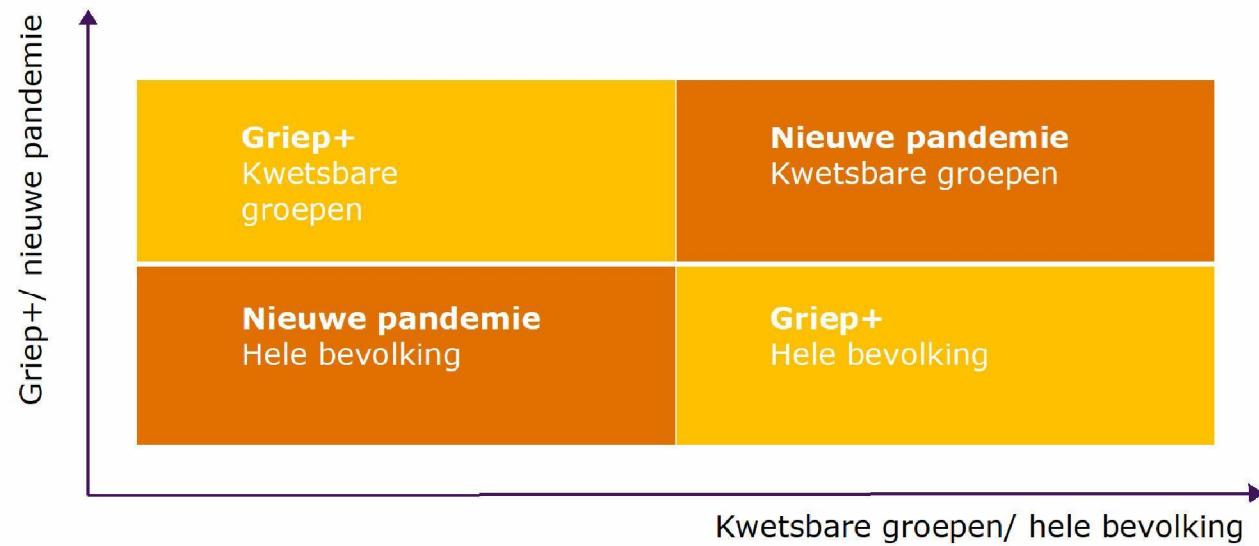 Griep+/ nieuwe pandemie
Griep+
Kwetsbare
groepen
Nieuwe pandemie
Kwetsbare groepen
Nieuwe pandemie
Hele bevolking
Griep+
Hele bevolking
Kwetsbare groepen/ hele bevolking